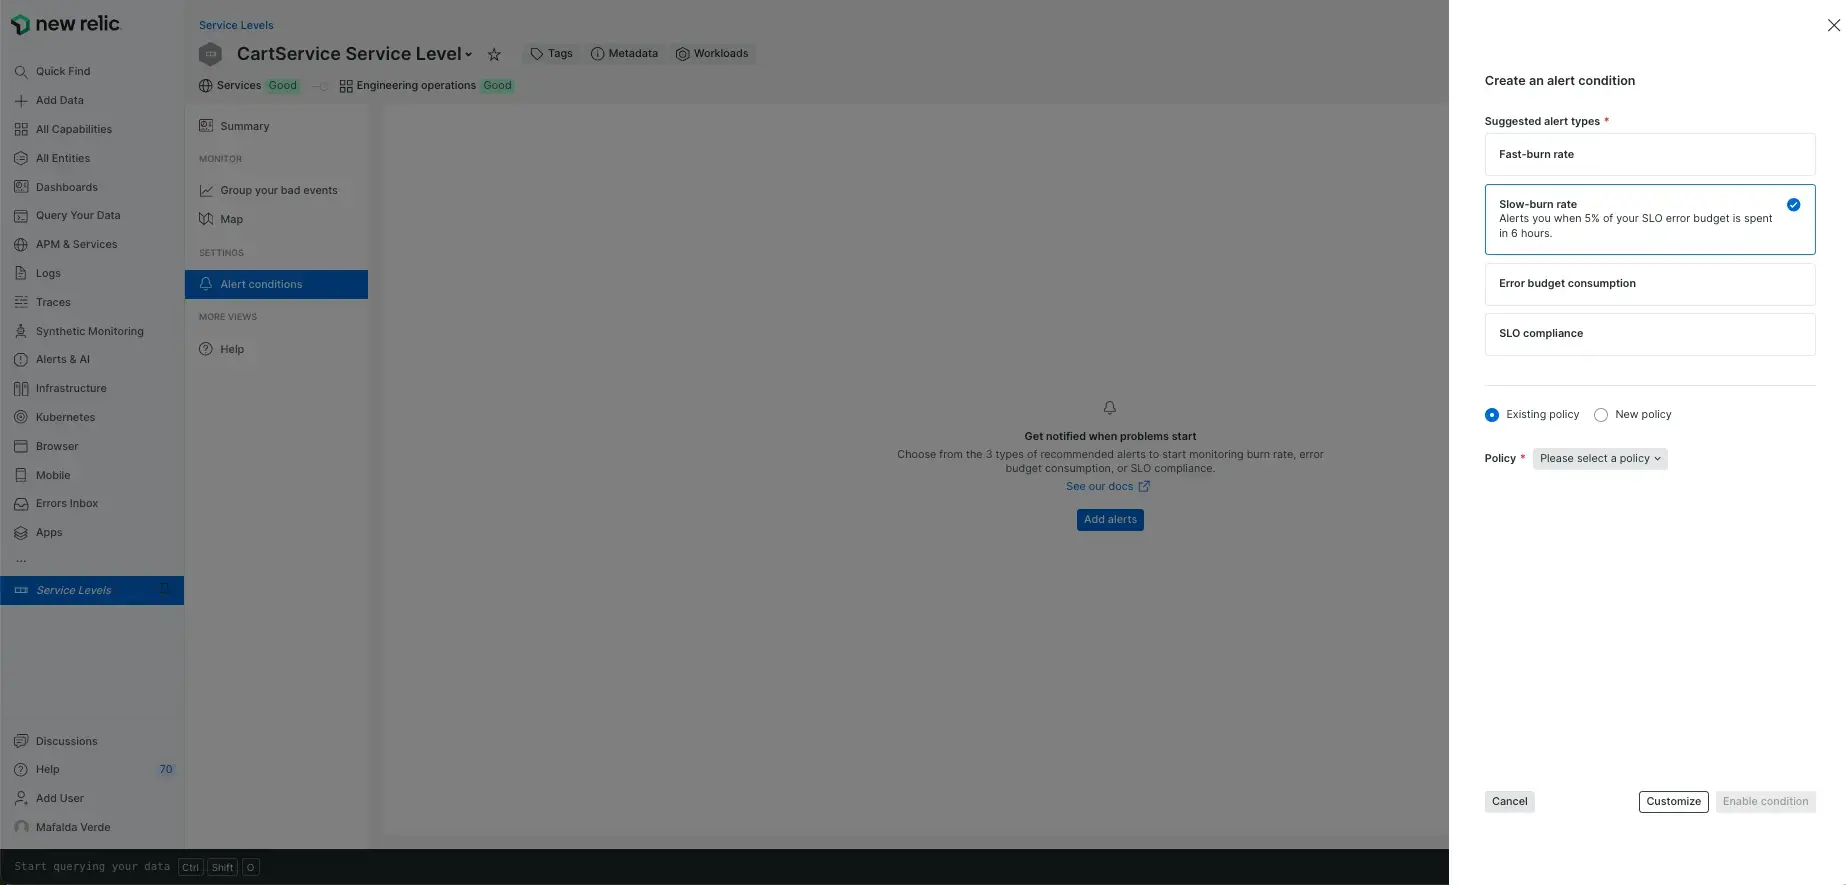 new relic
Quick Find
Add Data
All Capabilities
All Entities
Dashboards
Query Your Data
APM & Services
Logs
Traces
Synthetic Monitoring
Alerts & AI
Infrastructure
Kubernetes
Browser
Mobile
Errors Inbox
Apps
...
Service Levels
Discussions
Help 70
Add User
Mafalda Verde
Service Levels
CartService Service Level Tags Metadata Workloads
Services Good Engineering operations Good
Summary
MONITOR
Group your bad events
Map
SETTINGS
Alert conditions
MORE VIEWS
Help
Get notified when problems start
Choose from the 3 types of recommended alerts to start monitoring burn rate, error
budget consumption, or SLO compliance.
See our docs
Add alerts
Start querying your data Ctrl Shift O
Create an alert condition
Suggested alert types *
Fast-burn rate
Slow-burn rate
Alerts you when 5% of your SLO error budget is spent
in 6 hours.
Error budget consumption
SLO compliance
Existing policy New policy
Policy * Please select a policy
Cancel Customize Enable condition